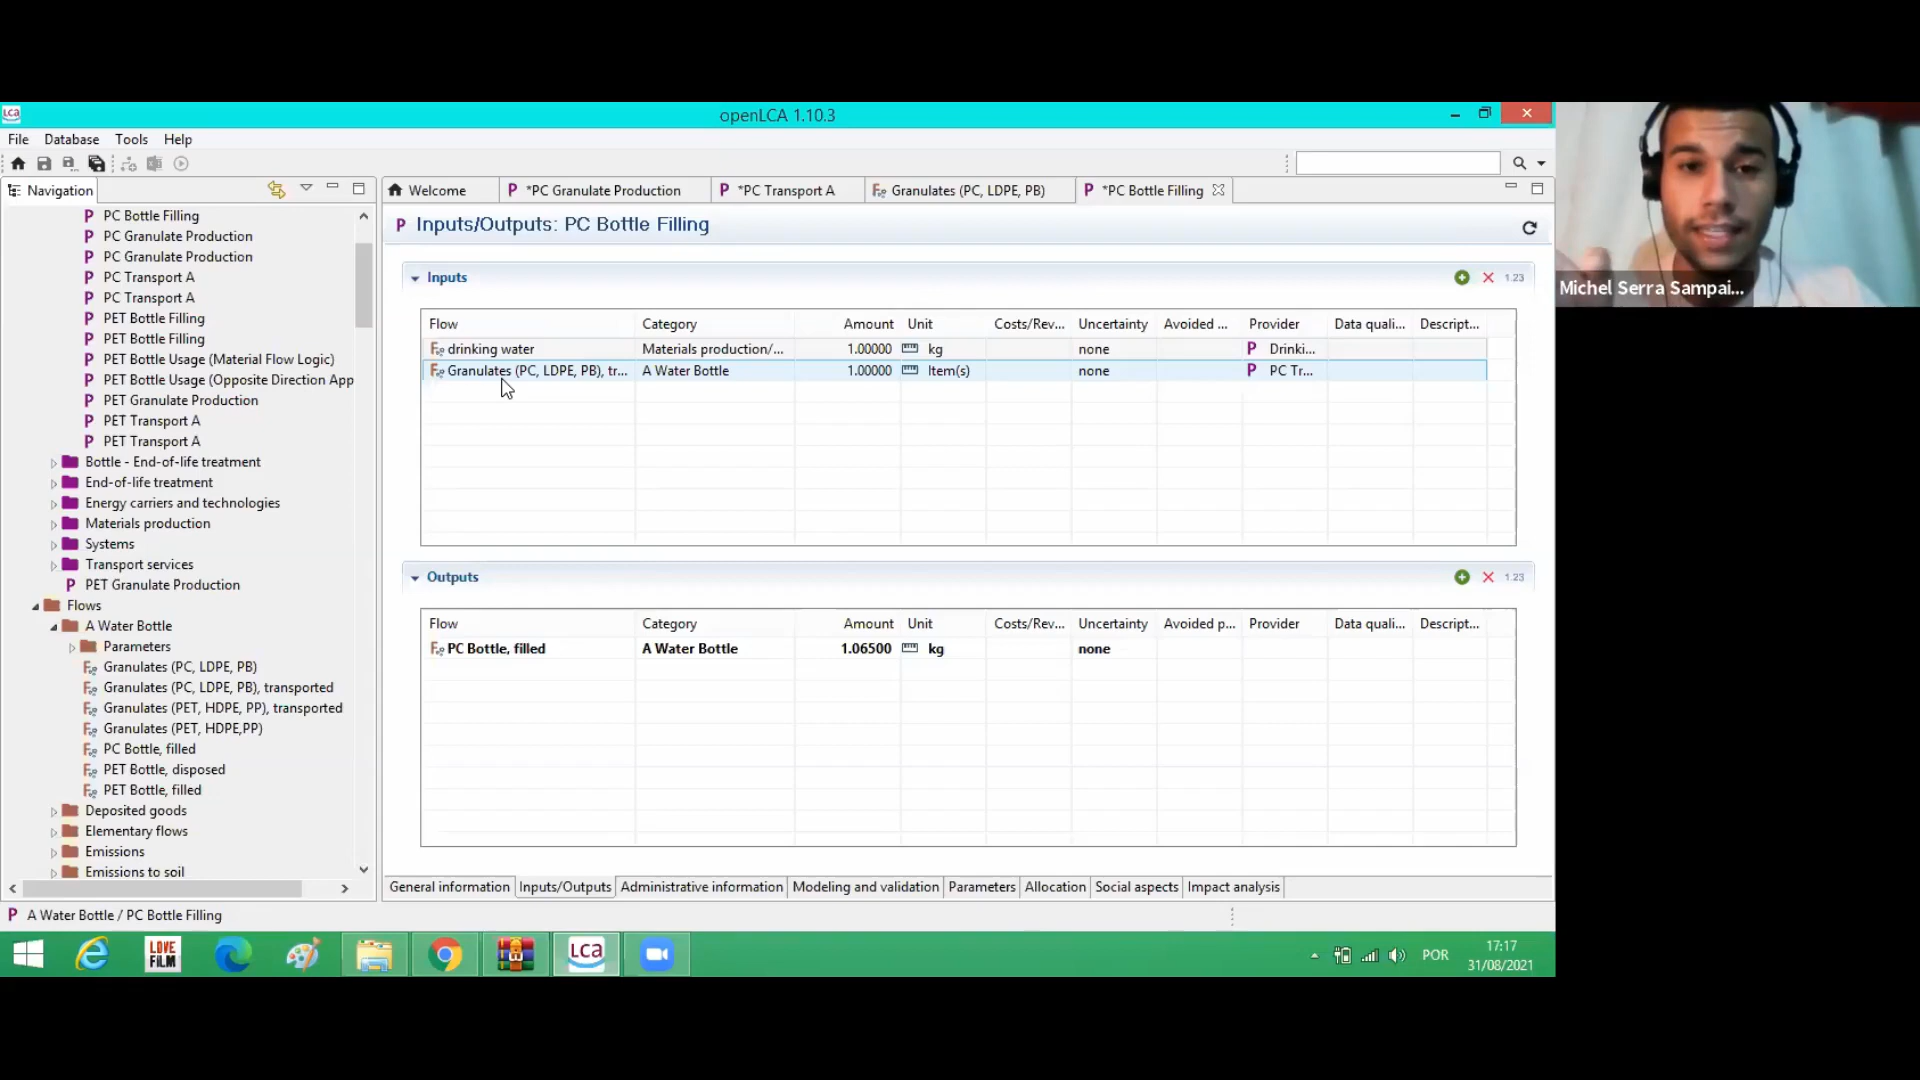 LCA
openLCA 1.10.3
File Database Tools Help
Navigation
Welcome
*PC Granulate Production
*PC Transport A
Granulates (PC, LDPE, PB)
*PC Bottle Filling
P PC Bottle Filling
P PC Granulate Production
P PC Granulate Production
P PC Transport A
P PC Transport A
P PET Bottle Filling
P PET Bottle Filling
P PET Bottle Usage (Material Flow Logic)
P PET Bottle Usage (Opposite Direction App
P PET Granulate Production
P PET Transport A
P PET Transport A
Bottle - End-of-life treatment
End-of-life treatment
Energy carriers and technologies
Materials production
Systems
Transport services
P PET Granulate Production
Flows
A Water Bottle
Parameters
Granulates (PC, LDPE, PB)
Granulates (PC, LDPE, PB), transported
Granulates (PET, HDPE, PP), transported
Granulates (PET, HDPE,PP)
PC Bottle, filled
PET Bottle, disposed
PET Bottle, filled
Deposited goods
Elementary flows
Emissions
Emissions to soil
P Inputs/Outputs: PC Bottle Filling
Inputs
1.23
Flow Category Amount Unit Costs/Rev... Uncertainty Avoided ... Provider Data quali... Descript...
drinking water Materials production/... 1.00000 kg none P Drinki...
Granulates (PC, LDPE, PB), tr... A Water Bottle 1.00000 Item(s) none P PC Tr...
Outputs
1.23
Flow Category Amount Unit Costs/Rev... Uncertainty Avoided p... Provider Data quali... Descript...
PC Bottle, filled A Water Bottle 1.06500 kg none
General information Inputs/Outputs Administrative information Modeling and validation Parameters Allocation Social aspects Impact analysis
P A Water Bottle / PC Bottle Filling
LOVE FILM
LCA
POR
17:17
31/08/2021
Michel Serra Sampai...